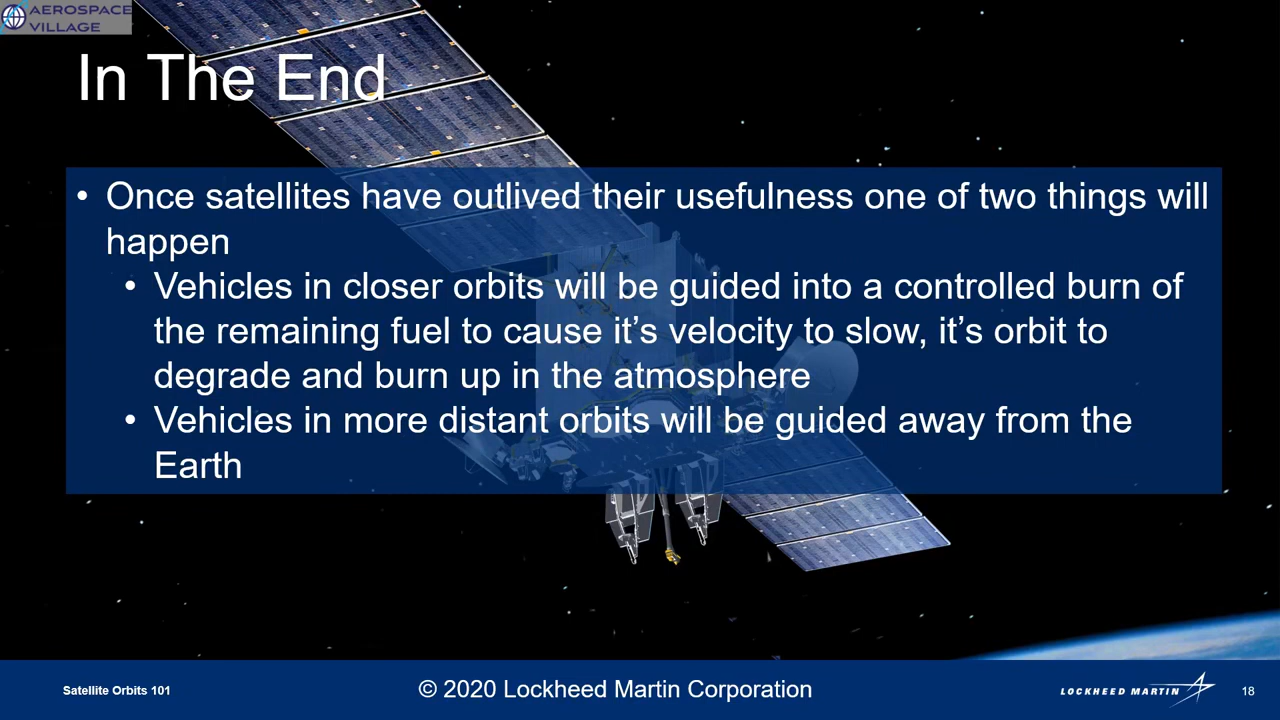 AEROSPACE
VILLAGE
In The End
• Once satellites have outlived their usefulness one of two things will
happen
• Vehicles in closer orbits will be guided into a controlled burn of
the remaining fuel to cause it’s velocity to slow, it’s orbit to
degrade and burn up in the atmosphere
• Vehicles in more distant orbits will be guided away from the
Earth
Satellite Orbits 101
© 2020 Lockheed Martin Corporation
LOCKHEED MARTIN
18